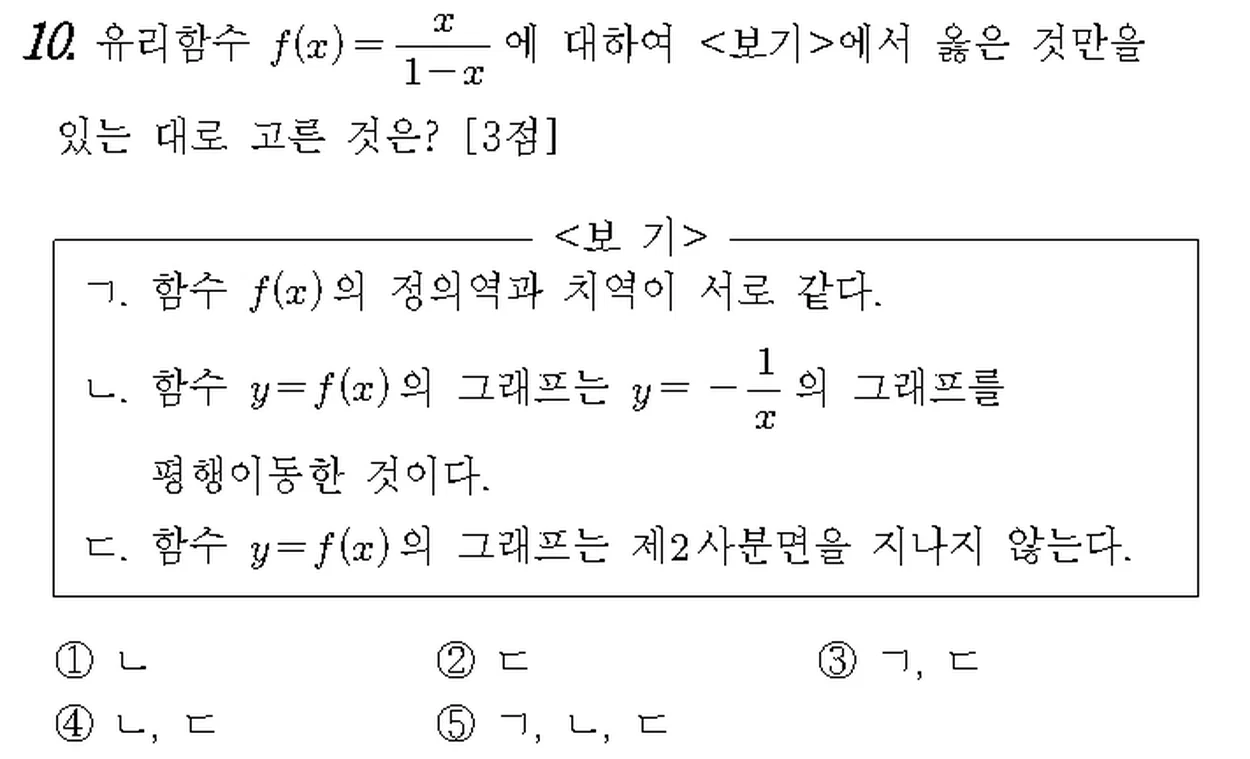 10. 유리함수 f(x)=x/(1-x) 에 대하여 <보기>에서 옳은 것만을
있는 대로 고른 것은? [3점]
<보 기>
ㄱ. 함수 f(x)의 정의역과 치역이 서로 같다.
ㄴ. 함수 y=f(x)의 그래프는 y=-1/x 의 그래프를
평행이동한 것이다.
ㄷ. 함수 y=f(x)의 그래프는 제2사분면을 지나지 않는다.
① ㄴ ② ㄷ ③ ㄱ, ㄷ
④ ㄴ, ㄷ ⑤ ㄱ, ㄴ, ㄷ